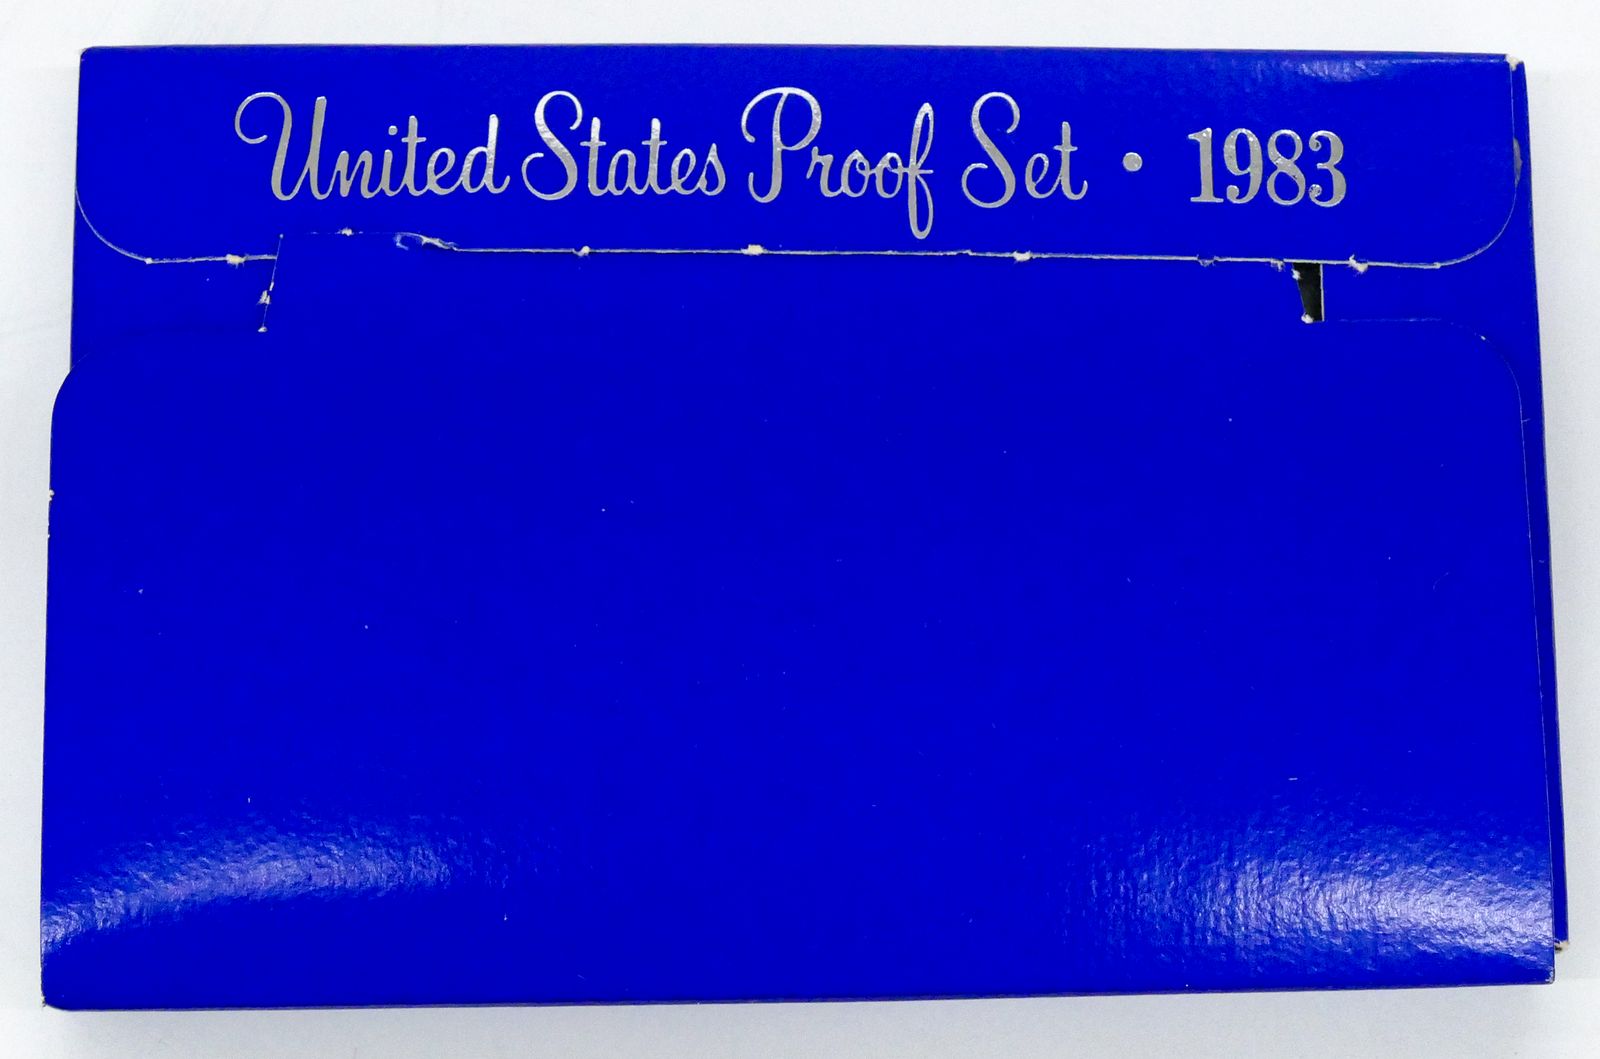 United States Proof Set • 1983